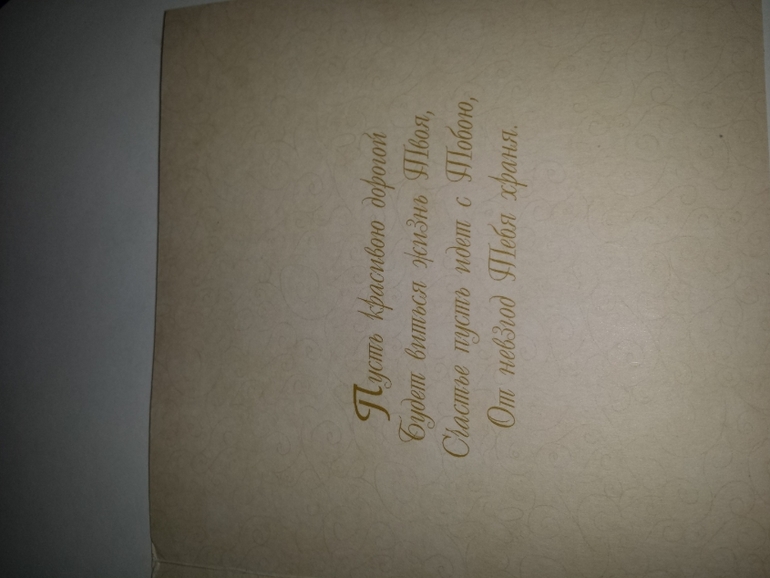 Пусть красивою дорогой
Будет виться жизнь Твоя,
Счастье пусть идет с Тобою,
От невзгод Тебя храня.